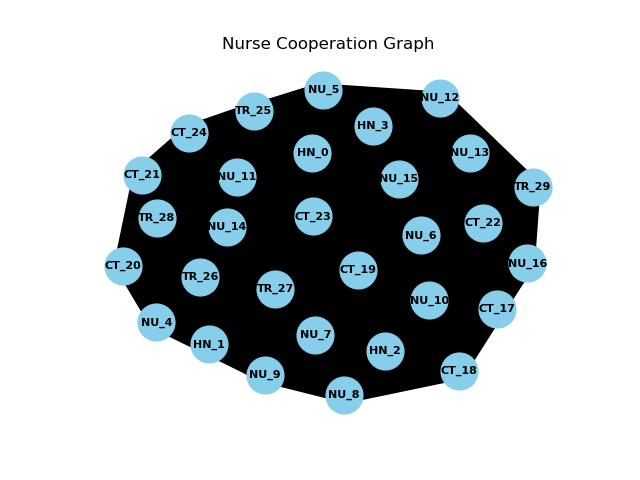 Nurse Cooperation Graph
NU_5
NU_12
TR_25
HN_3
CT_24
HN_0
NU_13
CT_21
NU_11
NU_15
TR_29
TR_28
CT_23
CT_22
NU_14
NU_6
CT_20
NU_16
CT_19
TR_26
TR_27
NU_10
CT_17
NU_4
NU_7
HN_1
HN_2
CT_18
NU_9
NU_8